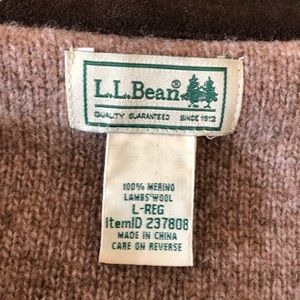 L.L.Bean®
QUALITY GUARANTEED SINCE 1912
100% MERINO
LAMBS'WOOL
L-REG
ItemID 237808
MADE IN CHINA
CARE ON REVERSE